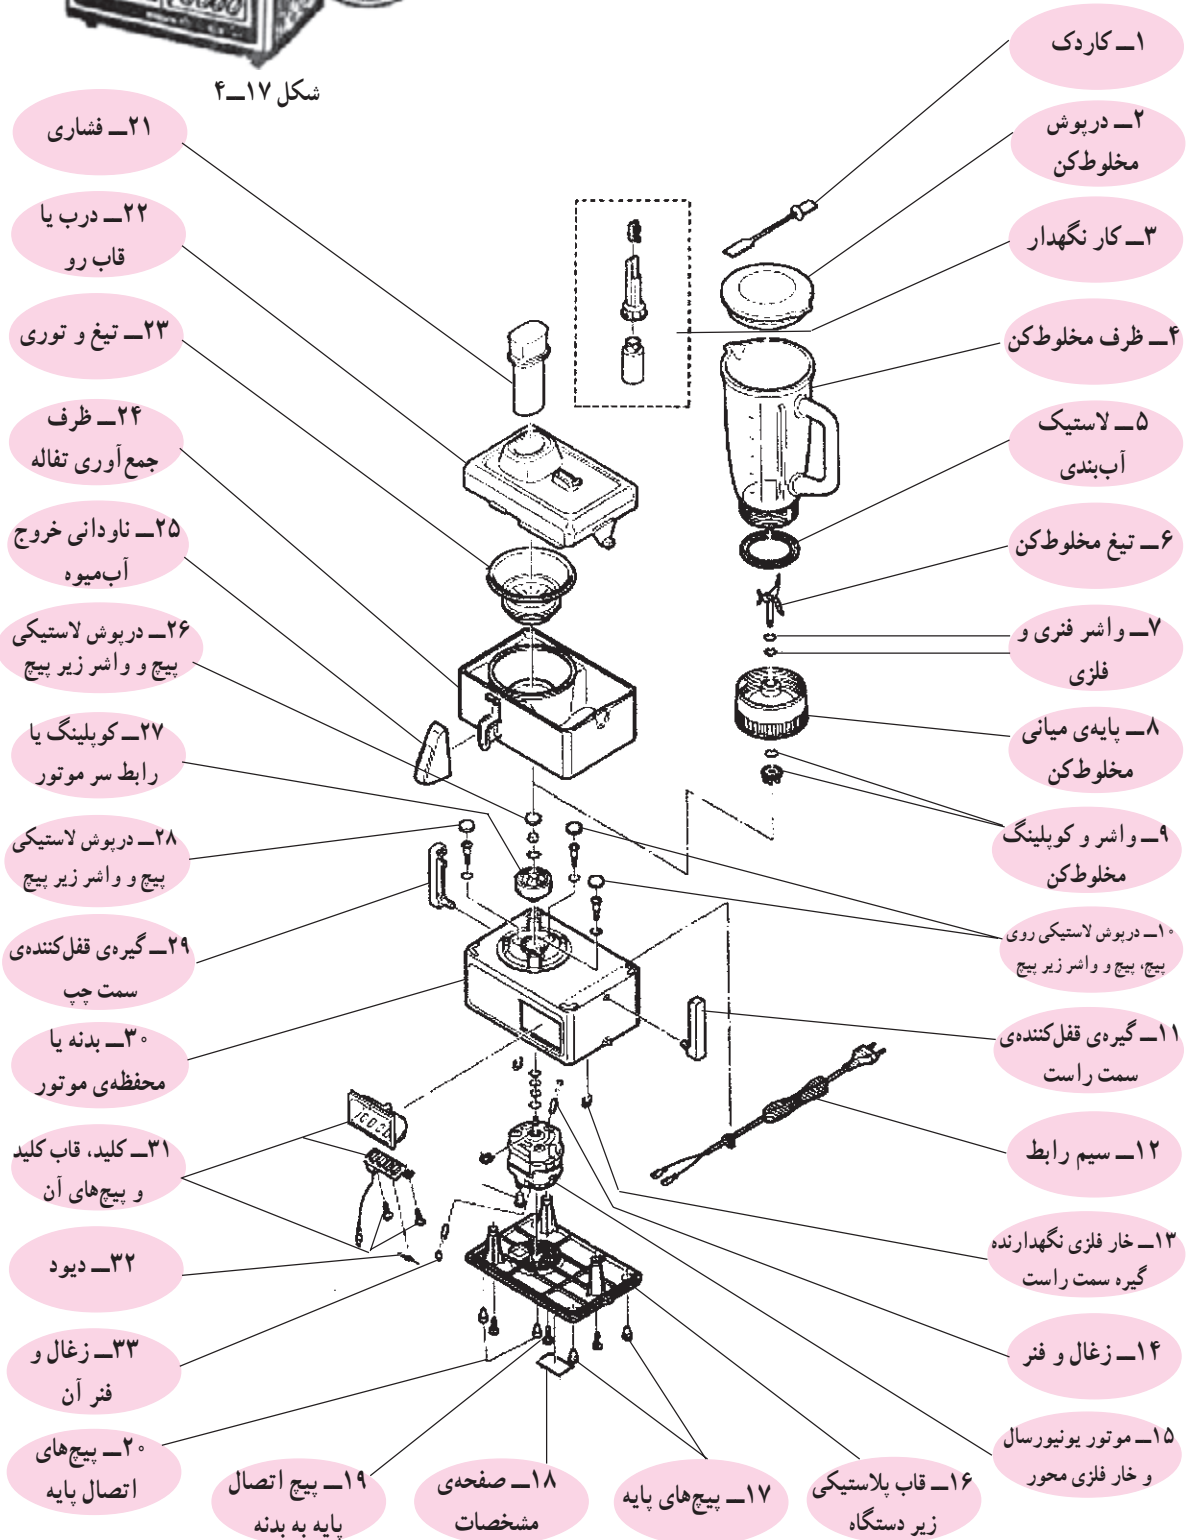 شکل ۱۷ــ۴
۱ــ کاردک
۲ــ درپوش
مخلوط‌کن
۳ــ کار نگهدار
۴ــ ظرف مخلوط‌کن
۵ــ لاستیک
آب‌بندی
۶ــ تیغ مخلوط‌کن
۷ــ واشر فنری و
فلزی
۸ــ پایه‌ی میانی
مخلوط‌کن
۹ــ واشر و کوپلینگ
مخلوط‌کن
۱۰ــ درپوش لاستیکی روی
پیچ، پیچ و واشر زیر پیچ
۱۱ــ گیره‌ی قفل‌کننده‌ی
سمت راست
۱۲ــ سیم رابط
۱۳ــ خار فلزی نگهدارنده
گیره سمت راست
۱۴ــ زغال و فنر
۱۵ــ موتور یونیورسال
و خار فلزی محور
۱۶ــ قاب پلاستیکی
زیر دستگاه
۱۷ــ پیچ‌های پایه
۱۸ــ صفحه‌ی
مشخصات
۱۹ــ پیچ اتصال
پایه به بدنه
۲۰ــ پیچ‌های
اتصال پایه
۲۱ــ فشاری
۲۲ــ درب یا
قاب رو
۲۳ــ تیغ و توری
۲۴ــ ظرف
جمع‌آوری تفاله
۲۵ــ ناودانی خروج
آب‌میوه
۲۶ــ درپوش لاستیکی
پیچ و واشر زیر پیچ
۲۷ــ کوپلینگ یا
رابط سر موتور
۲۸ــ درپوش لاستیکی
پیچ و واشر زیر پیچ
۲۹ــ گیره‌ی قفل‌کننده‌ی
سمت چپ
۳۰ــ بدنه یا
محفظه‌ی موتور
۳۱ــ کلید، قاب کلید
و پیچ‌های آن
۳۲ــ دیود
۳۳ــ زغال و
فنر آن